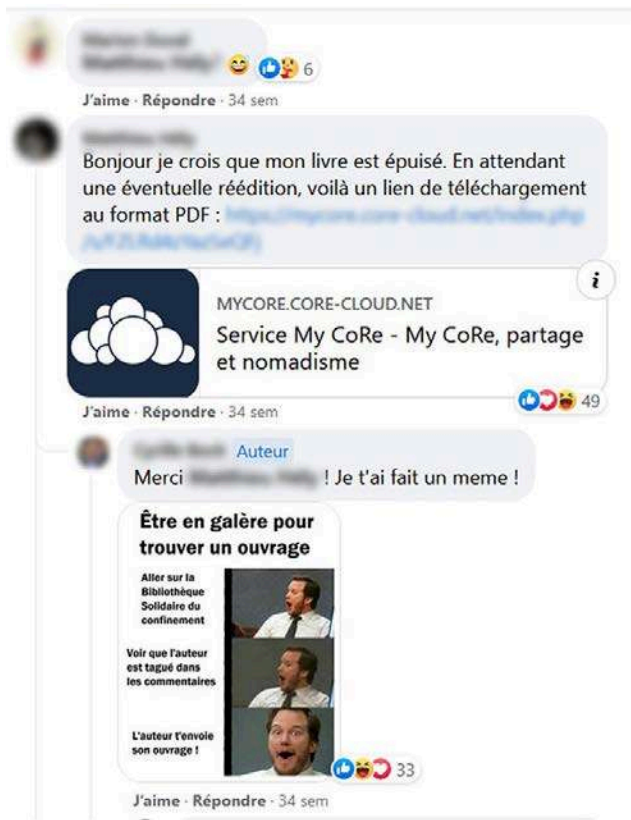 6
J'aime · Répondre · 34 sem
Bonjour je crois que mon livre est épuisé. En attendant
une éventuelle réédition, voilà un lien de téléchargement
au format PDF :
i
MYCORE.CORE-CLOUD.NET
Service My CoRe - My CoRe, partage
et nomadisme
49
J'aime · Répondre · 34 sem
Auteur
Merci ! Je t'ai fait un meme !
Être en galère pour
trouver un ouvrage
Aller sur la
Bibliothèque
Solidaire du
confinement
Voir que l'auteur
est tagué dans
les commentaires
L'auteur t'envoie
son ouvrage !
33
J'aime · Répondre · 34 sem